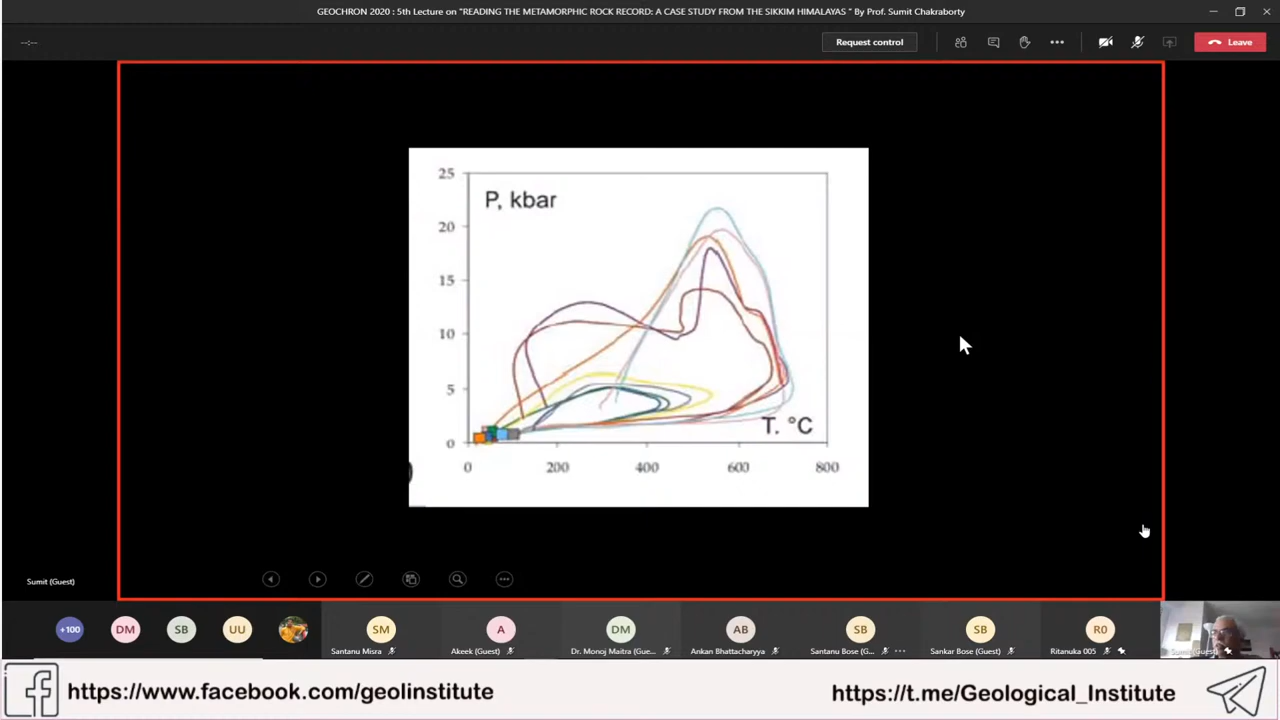 GEOCHRON 2020 : 5th Lecture on "READING THE METAMORPHIC ROCK RECORD: A CASE STUDY FROM THE SIKKIM HIMALAYAS " By Prof. Sumit Chakraborty
--:--
Request control
Leave
25
P, kbar
20
15
10
5
T. °C
0
0 200 400 600 800
Sumit (Guest)
+100 DM SB UU SM A DM AB SB SB R0
Santanu Misra Akeek (Guest) Dr. Monoj Maitra (Gue... Ankan Bhattacharyya Santanu Bose (G... Sankar Bose (Guest) Ritanuka 005 Sumit (Guest)
https://www.facebook.com/geolinstitute
https://t.me/Geological_Institute